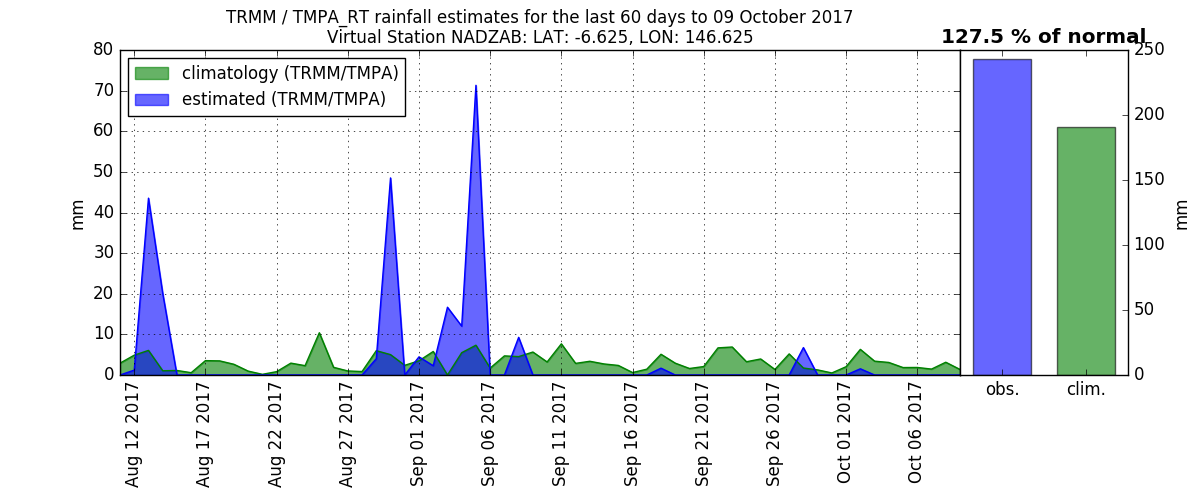 TRMM / TMPA_RT rainfall estimates for the last 60 days to 09 October 2017
Virtual Station NADZAB: LAT: -6.625, LON: 146.625
127.5 % of normal
climatology (TRMM/TMPA)
estimated (TRMM/TMPA)
mm
80
70
60
50
40
30
20
10
0
Aug 12 2017
Aug 17 2017
Aug 22 2017
Aug 27 2017
Sep 01 2017
Sep 06 2017
Sep 11 2017
Sep 16 2017
Sep 21 2017
Sep 26 2017
Oct 01 2017
Oct 06 2017
obs.
clim.
250
200
150
100
50
0
mm